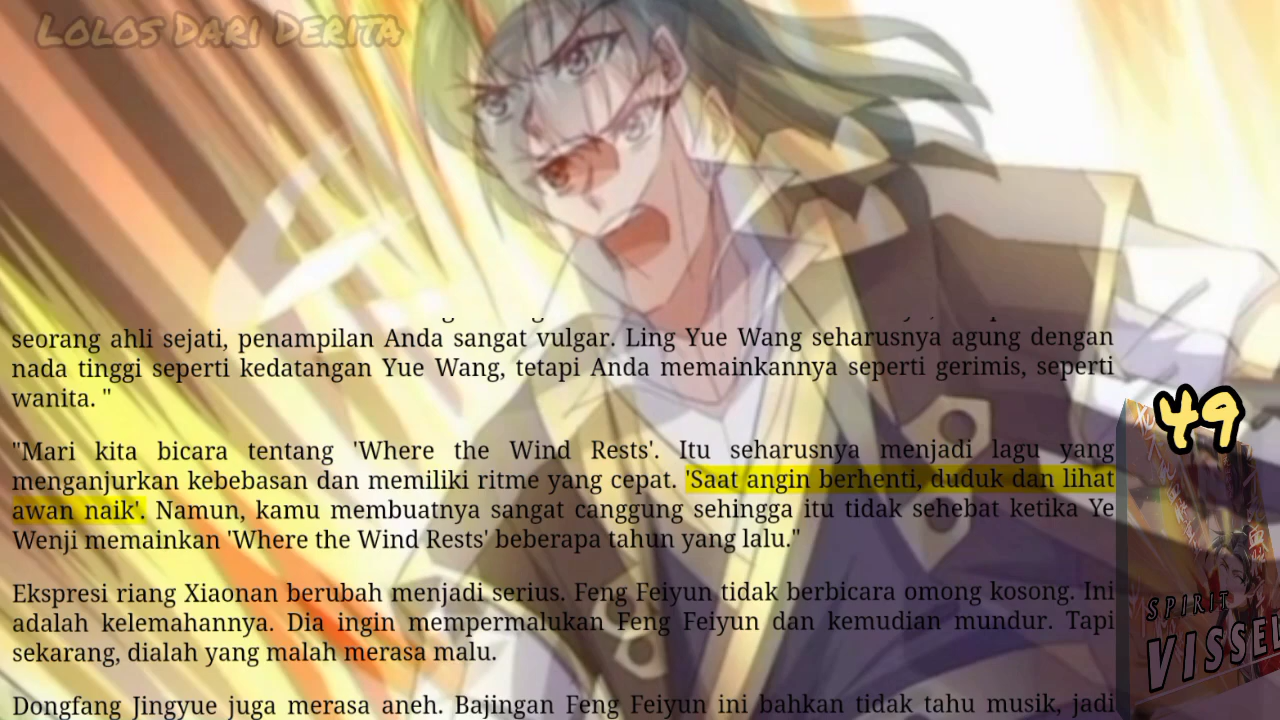 Lolos Dari Derita
seorang ahli sejati, penampilan Anda sangat vulgar. Ling Yue Wang seharusnya agung dengan
nada tinggi seperti kedatangan Yue Wang, tetapi Anda memainkannya seperti gerimis, seperti
wanita. "
"Mari kita bicara tentang 'Where the Wind Rests'. Itu seharusnya menjadi lagu yang
menganjurkan kebebasan dan memiliki ritme yang cepat. 'Saat angin berhenti, duduk dan lihat
awan naik'. Namun, kamu membuatnya sangat canggung sehingga itu tidak sehebat ketika Ye
Wenji memainkan 'Where the Wind Rests' beberapa tahun yang lalu."
Ekspresi riang Xiaonan berubah menjadi serius. Feng Feiyun tidak berbicara omong kosong. Ini
adalah kelemahannya. Dia ingin mempermalukan Feng Feiyun dan kemudian mundur. Tapi
sekarang, dialah yang malah merasa malu.
Dongfang Jingyue juga merasa aneh. Bajingan Feng Feiyun ini bahkan tidak tahu musik, jadi
49
SPIRIT
VISSEL